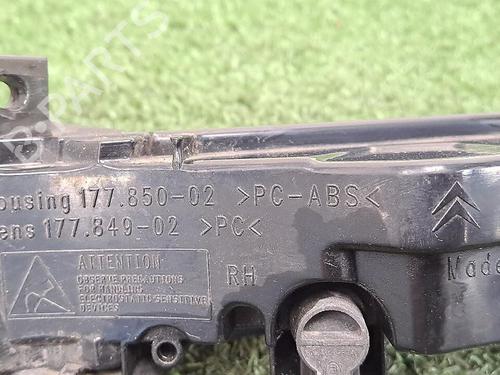 B-PARTS
ousing 177.850-02 >PC-ABS<
ens 177.849-02 >PC<
ATTENTION
OBSERVE PRECAUTIONS
FOR HANDLING
ELECTROSTATIC SENSITIVE
DEVICES
RH
Made